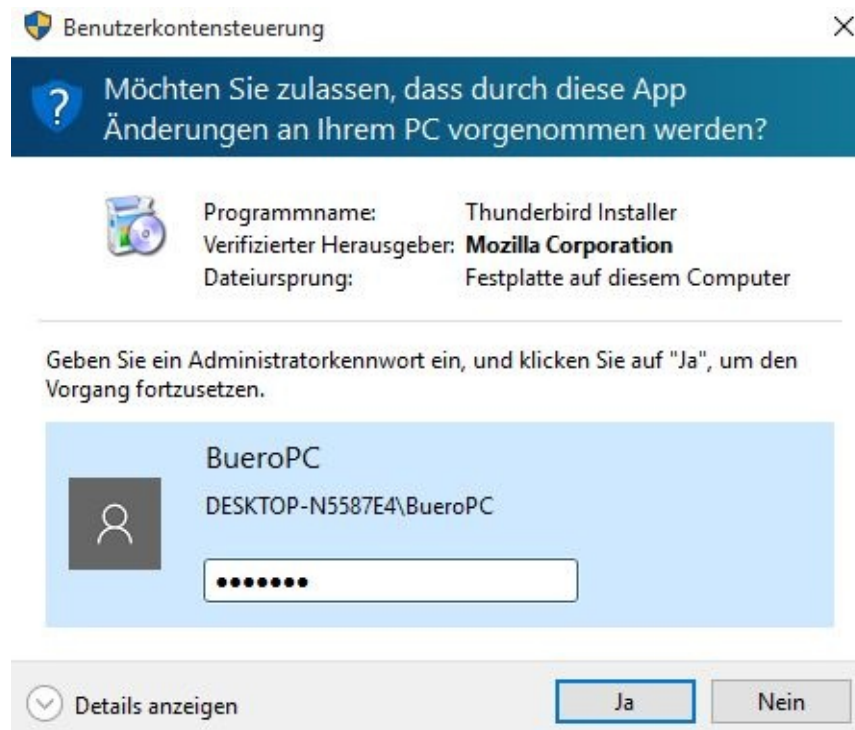 Benutzerkontensteuerung
Möchten Sie zulassen, dass durch diese App
Änderungen an Ihrem PC vorgenommen werden?
Programmname: Thunderbird Installer
Verifizierter Herausgeber: Mozilla Corporation
Dateiursprung: Festplatte auf diesem Computer
Geben Sie ein Administratorkennwort ein, und klicken Sie auf "Ja", um den
Vorgang fortzusetzen.
BueroPC
DESKTOP-N5587E4\BueroPC
•••••••
Details anzeigen Ja Nein